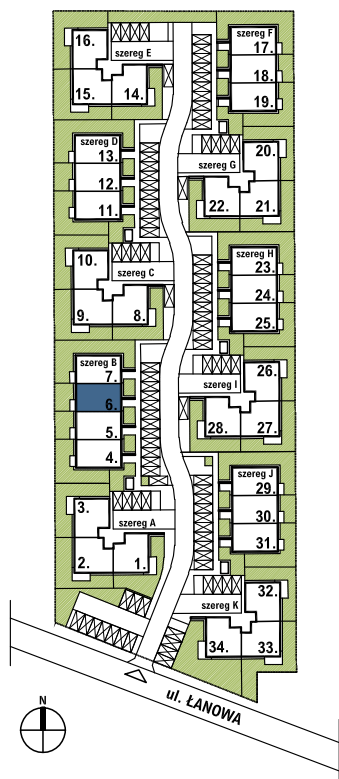 16.
szereg E
15.
14.
szereg F
17.
18.
19.
szereg D
13.
12.
11.
20.
szereg G
22.
21.
10.
szereg C
9.
8.
szereg H
23.
24.
25.
szereg B
7.
6.
5.
4.
26.
szereg I
28.
27.
3.
szereg A
2.
1.
szereg J
29.
30.
31.
32.
szereg K
34.
33.
ul. ŁANOWA
N